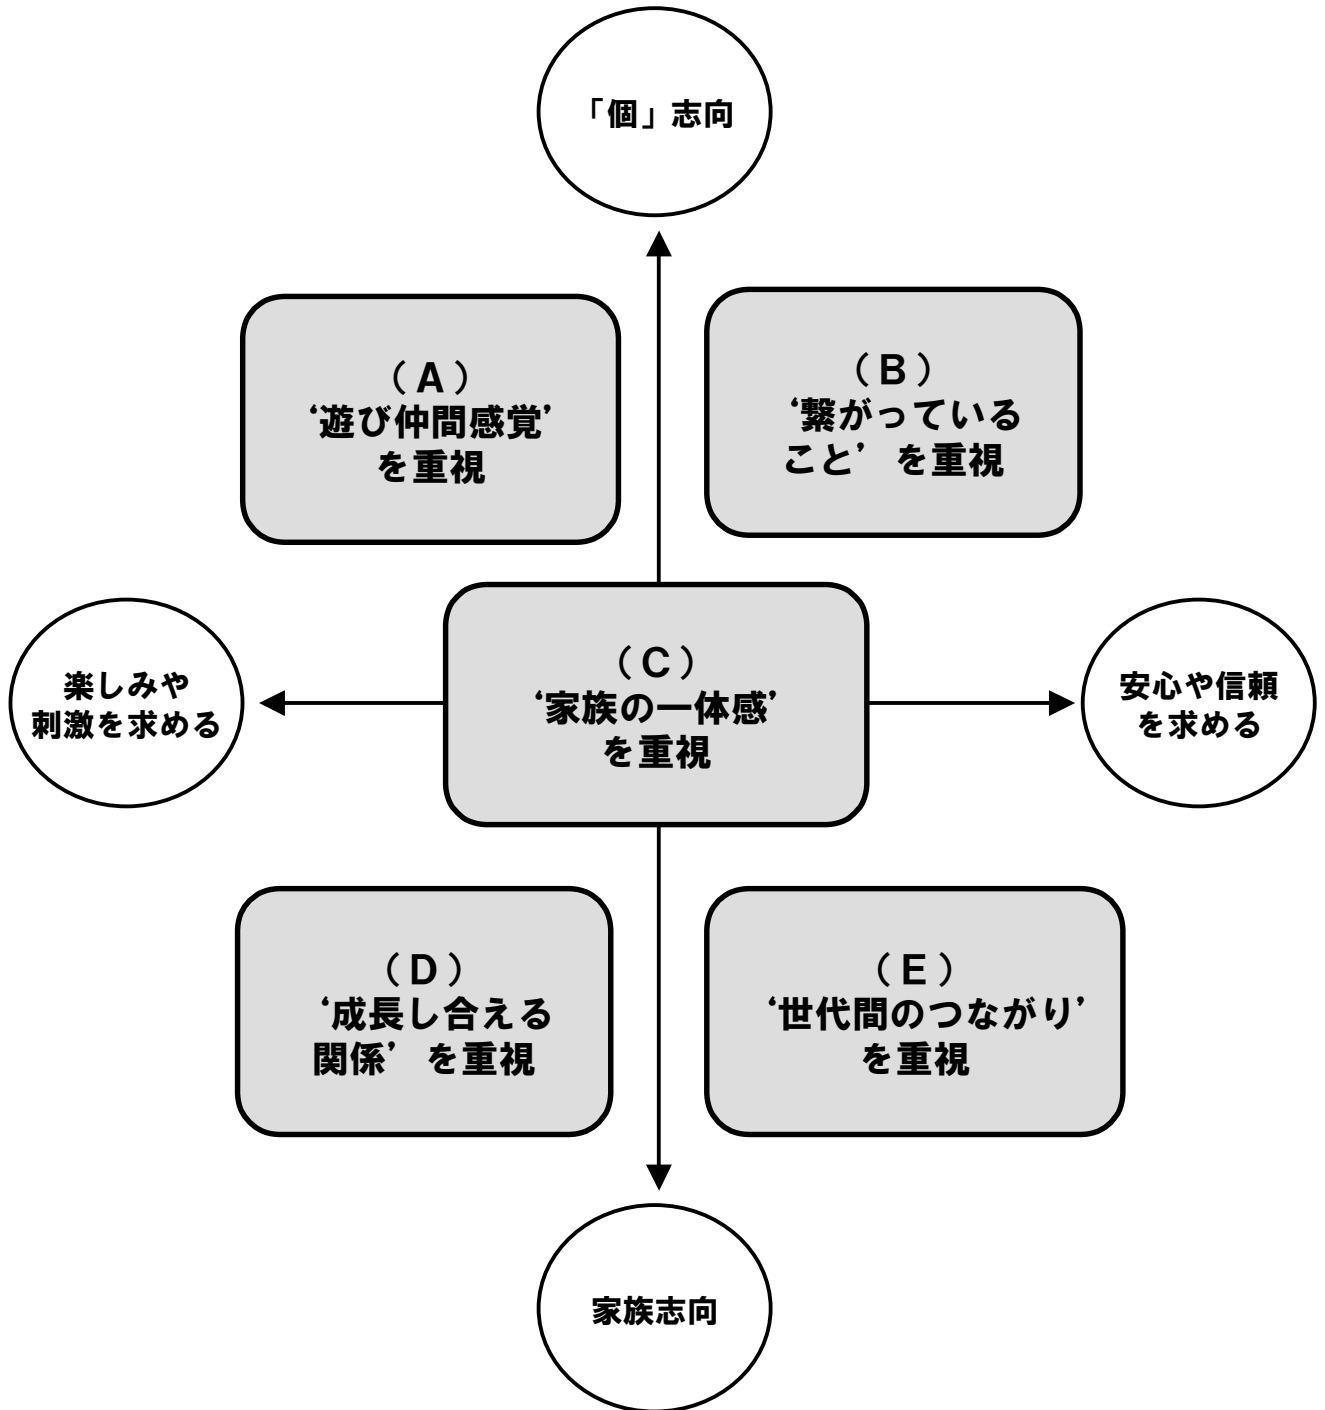 「個」志向
（Ａ）
‘遊び仲間感覚’
を重視
（Ｂ）
‘繋がっている
こと’を重視
（Ｃ）
‘家族の一体感’
を重視
楽しみや
刺激を求める
安心や信頼
を求める
（Ｄ）
‘成長し合える
関係’を重視
（Ｅ）
‘世代間のつながり’
を重視
家族志向